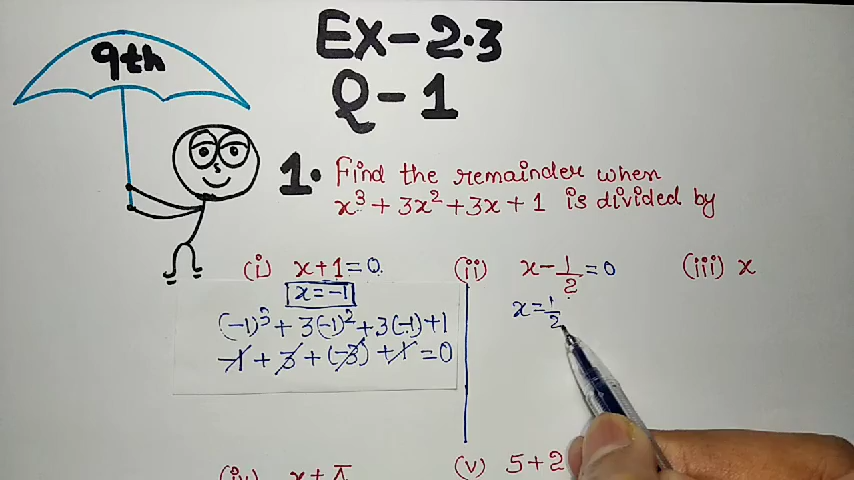 9th
EX-2.3
Q-1
1. Find the remainder when
x³ + 3x² + 3x + 1 is divided by
(i) x+1=0
x=-1
(-1)³ + 3(-1)² + 3(-1) + 1
-1 + 3 + (-3) + 1 = 0
(ii) x - 1/2 = 0
x = 1/2
(iii) x
(iv) x + π
(v) 5 + 2